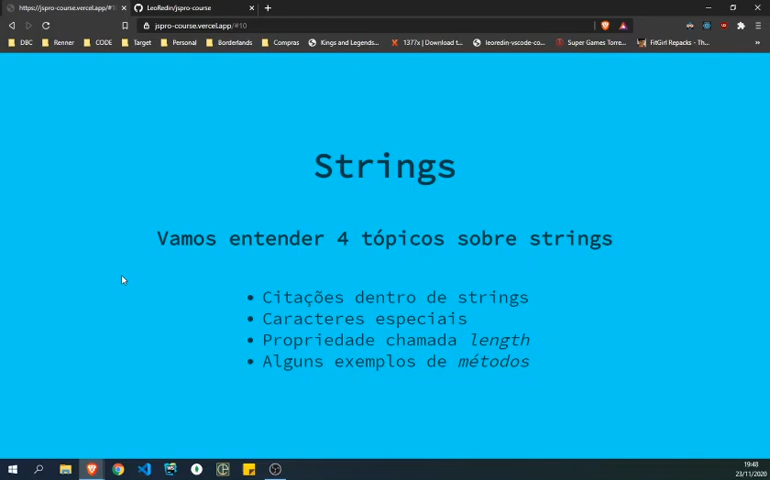 https://jspro-course.vercel.app/#1
LeoRedin/jspro-course
jspro-course.vercel.app/#10
DBC
Renner
CODE
Target
Personal
Borderlands
Compras
Kings and Legends...
1377x | Download t...
leoredin-vscode-co...
Super Games Torre...
FitGirl Repacks - Th...
Strings
Vamos entender 4 tópicos sobre strings
• Citações dentro de strings
• Caracteres especiais
• Propriedade chamada length
• Alguns exemplos de métodos
19:48
23/11/2020